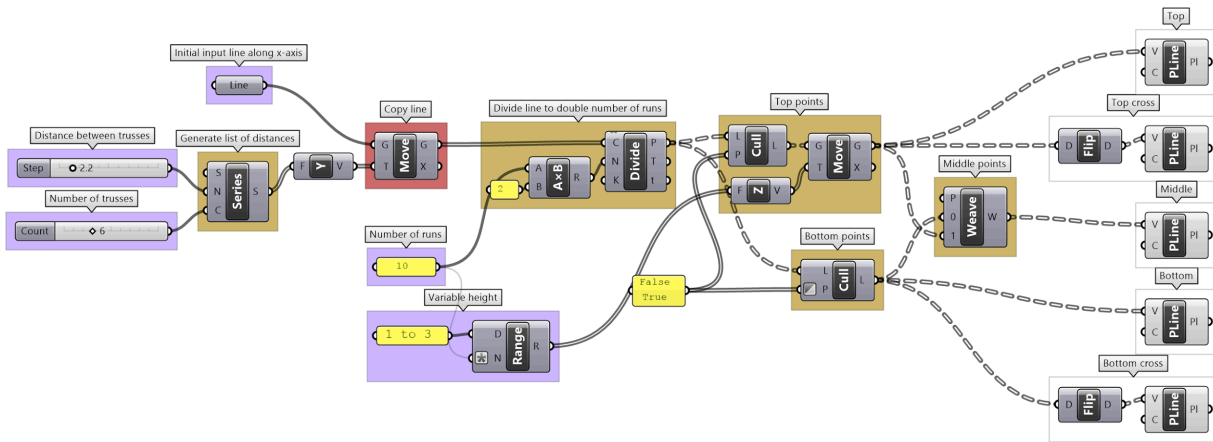 Top
V C PLine Pl
Initial input line along x-axis
Line
Copy line
Divide line to double number of runs
Top points
Top cross
D Flip D
V C PLine Pl
Distance between trusses
Step 2.2
Generate list of distances
S N C Series S
F Y V
G T Move G X
2
A B A×B R
C N K Divide P T t
L P Cull L
G T Move G X
F Z V
Middle points
P 0 1 Weave W
Middle
V C PLine Pl
Number of trusses
Count 6
Number of runs
10
Bottom points
L P Cull L
False
True
Bottom
V C PLine Pl
Variable height
1 to 3
D N Range R
Bottom cross
D Flip D
V C PLine Pl